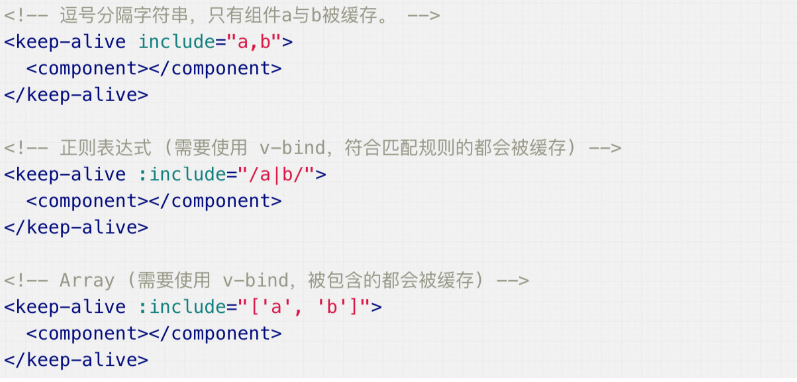 <!-- 逗号分隔字符串，只有组件a与b被缓存。 -->
<keep-alive include="a,b">
  <component></component>
</keep-alive>

<!-- 正则表达式 (需要使用 v-bind，符合匹配规则的都会被缓存) -->
<keep-alive :include="/a|b/">
  <component></component>
</keep-alive>

<!-- Array (需要使用 v-bind，被包含的都会被缓存) -->
<keep-alive :include="['a', 'b']">
  <component></component>
</keep-alive>